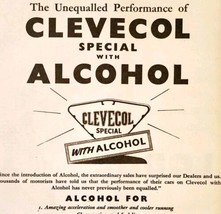 The Unequalled Performance of
CLEVECOL
SPECIAL
WITH
ALCOHOL
CLEVECOL
SPECIAL
WITH ALCOHOL
ince the introduction of Alcohol, the extraordinary sales have surprised our Dealers and us.
ousands of motorists have told us that the performance of their cars on Clevecol with
Alcohol has never previously been equalled."
ALCOHOL FOR
1. Amazing acceleration and smoother and cooler running